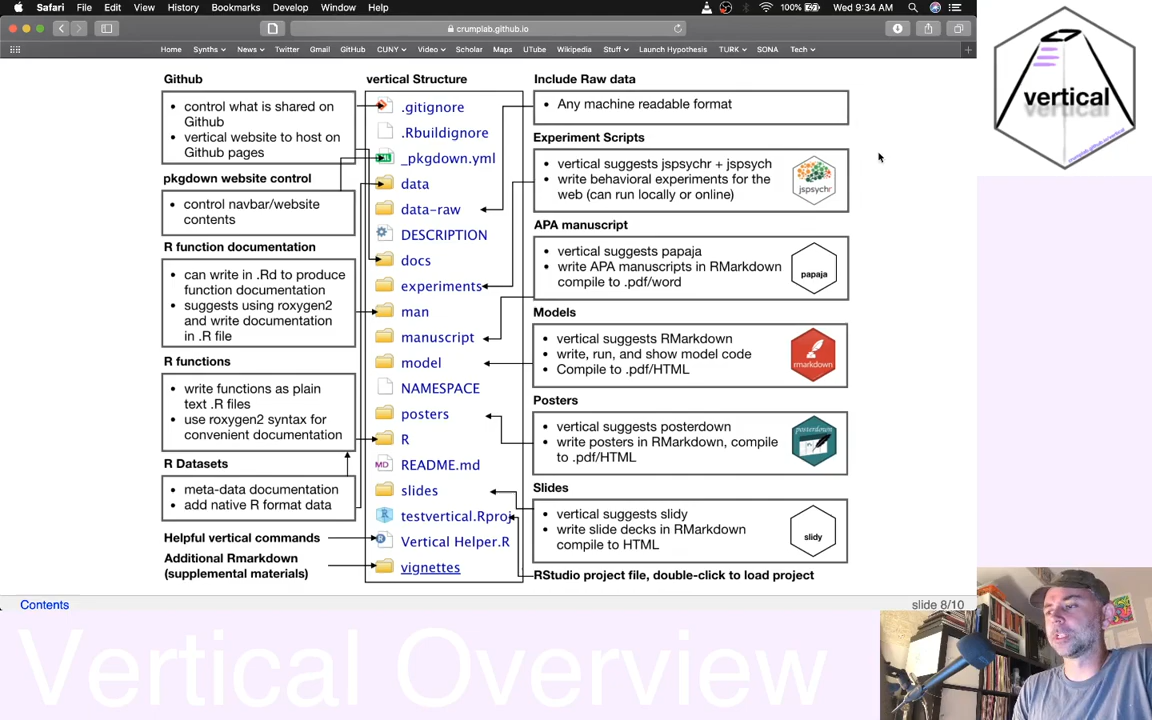 Safari File Edit View History Bookmarks Develop Window Help
100% Wed 9:34 AM
crumplab.github.io
Home Synths News Twitter Gmail GitHub CUNY Video Scholar Maps UTube Wikipedia Stuff Launch Hypothesis TURK SONA Tech
Github
• control what is shared on
Github
• vertical website to host on
Github pages
pkgdown website control
• control navbar/website
contents
R function documentation
• can write in .Rd to produce
function documentation
• suggests using roxygen2
and write documentation
in .R file
R functions
• write functions as plain
text .R files
• use roxygen2 syntax for
convenient documentation
R Datasets
• meta-data documentation
• add native R format data
Helpful vertical commands
Additional Rmarkdown
(supplemental materials)
vertical Structure
.gitignore
.Rbuildignore
_pkgdown.yml
data
data-raw
DESCRIPTION
docs
experiments
man
manuscript
model
NAMESPACE
posters
R
README.md
slides
testvertical.Rproj
Vertical Helper.R
vignettes
Include Raw data
• Any machine readable format
Experiment Scripts
• vertical suggests jspsychr + jspsych
• write behavioral experiments for the
web (can run locally or online)
jspsychr
APA manuscript
• vertical suggests papaja
• write APA manuscripts in RMarkdown
compile to .pdf/word
papaja
Models
• vertical suggests RMarkdown
• write, run, and show model code
• Compile to .pdf/HTML
rmarkdown
Posters
• vertical suggests posterdown
• write posters in RMarkdown, compile
to .pdf/HTML
posterdown
Slides
• vertical suggests slidy
• write slide decks in RMarkdown
compile to HTML
slidy
RStudio project file, double-click to load project
Contents
slide 8/10
vertical
crumplab.github.io/vertical
Vertical Overview